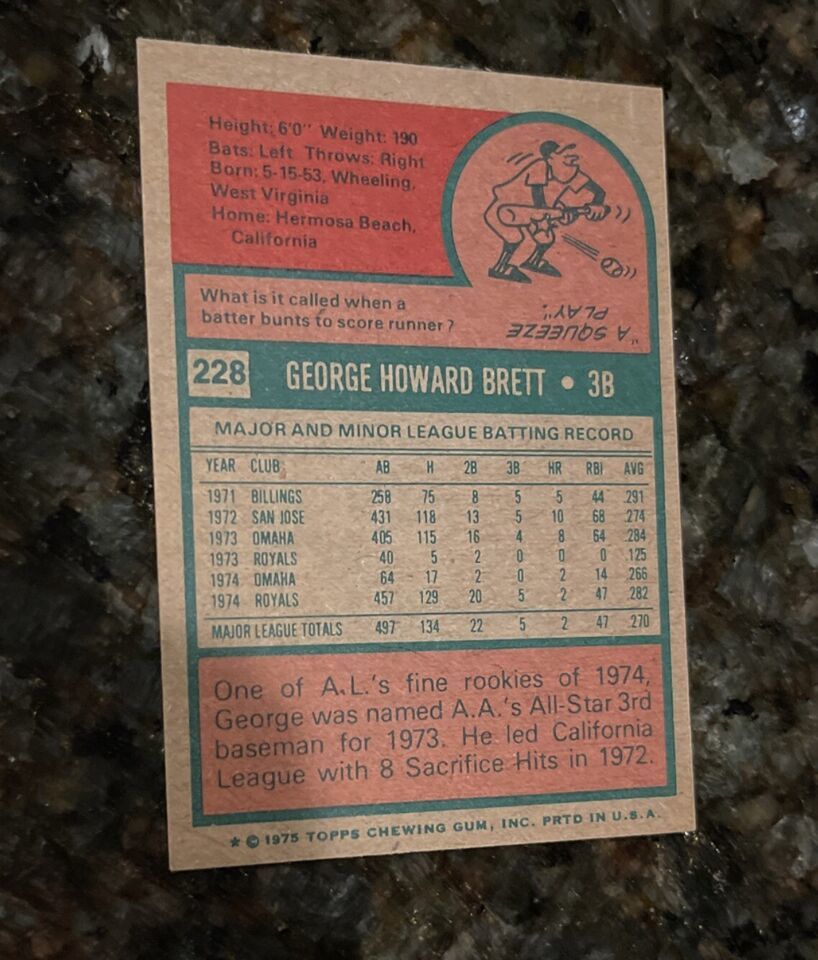 Height: 6'0" Weight: 190
Bats: Left Throws: Right
Born: 5-15-53, Wheeling,
West Virginia
Home: Hermosa Beach,
California
What is it called when a
batter bunts to score runner?
"A SQUEEZE
PLAY".
228 GEORGE HOWARD BRETT • 3B
MAJOR AND MINOR LEAGUE BATTING RECORD
YEAR CLUB AB H 2B 3B HR RBI AVG
1971 BILLINGS 258 75 8 5 5 44 .291
1972 SAN JOSE 431 118 13 5 10 68 .274
1973 OMAHA 405 115 16 4 8 64 .284
1973 ROYALS 40 5 2 0 0 0 .125
1974 OMAHA 64 17 2 0 2 14 .266
1974 ROYALS 457 129 20 5 2 47 .282
MAJOR LEAGUE TOTALS 497 134 22 5 2 47 .270
One of A.L.'s fine rookies of 1974,
George was named A.A.'s All-Star 3rd
baseman for 1973. He led California
League with 8 Sacrifice Hits in 1972.
* © 1975 TOPPS CHEWING GUM, INC. PRTD IN U.S.A.